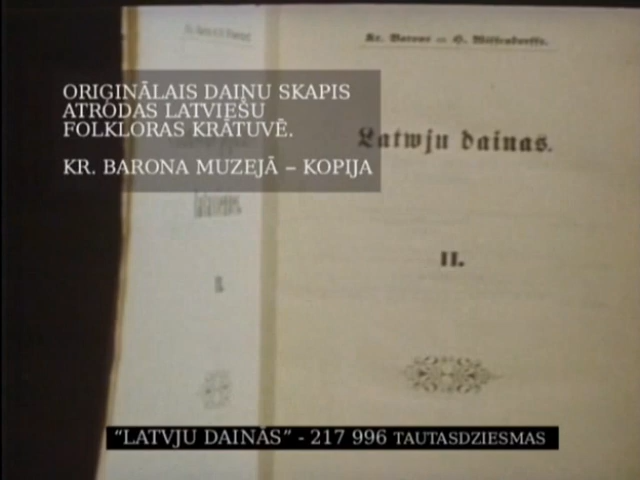 Kr. Barons — H. Wissendorffs.
ORIĢINĀLAIS DAIŅU SKAPIS
ATRODAS LATVIEŠU
FOLKLORAS KRĀTUVĒ.
KR. BARONA MUZEJĀ – KOPIJA
Latwju dainas.
II.
I.
“LATVJU DAINĀS” - 217 996 TAUTASDZIESMAS